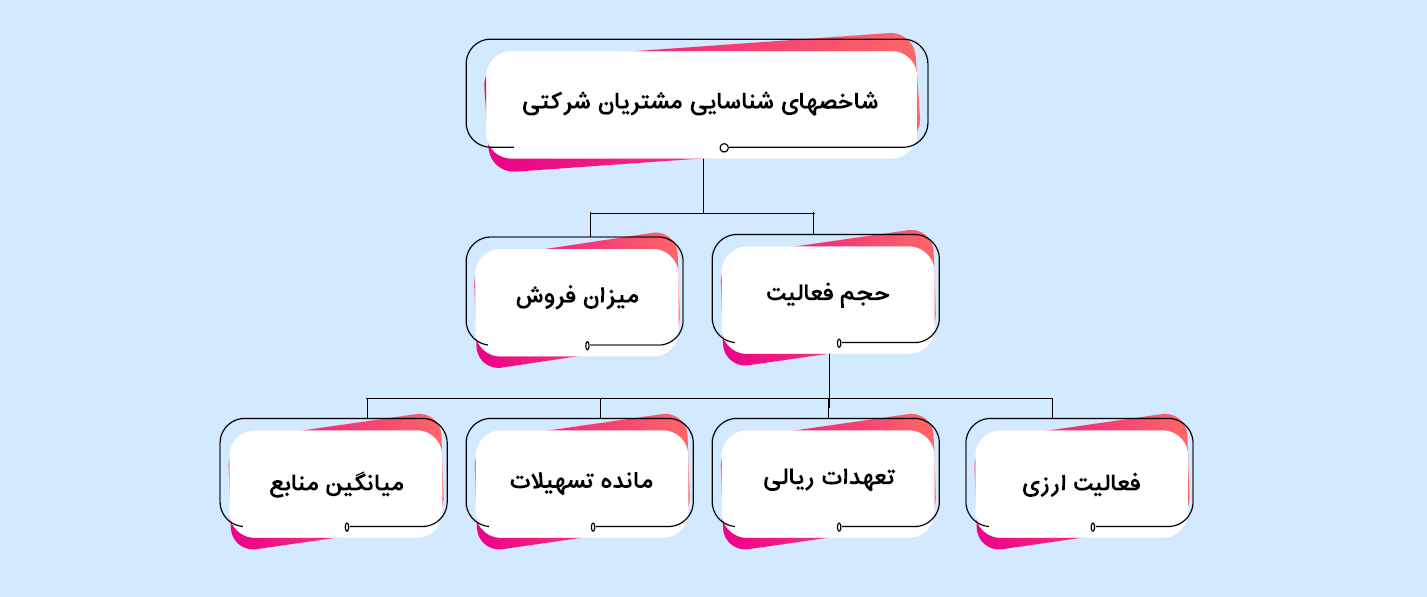 شاخصهای شناسایی مشتریان شرکتی
حجم فعالیت
میزان فروش
فعالیت ارزی
تعهدات ریالی
مانده تسهیلات
میانگین منابع